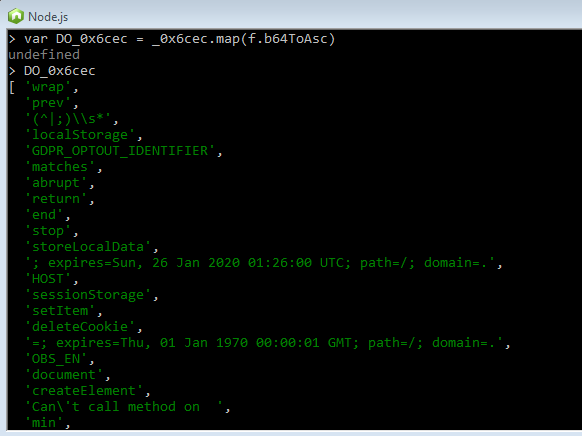 Node.js
> var DO_0x6cec = _0x6cec.map(f.b64ToAsc)
undefined
> DO_0x6cec
[ 'wrap',
'prev',
'(^|;)\\s*',
'localStorage',
'GDPR_OPTOUT_IDENTIFIER',
'matches',
'abrupt',
'return',
'end',
'stop',
'storeLocalData',
'; expires=Sun, 26 Jan 2020 01:26:00 UTC; path=/; domain=.',
'HOST',
'sessionStorage',
'setItem',
'deleteCookie',
'=; expires=Thu, 01 Jan 1970 00:00:01 GMT; path=/; domain=.',
'OBS_EN',
'document',
'createElement',
'Can\'t call method on  ',
'min',